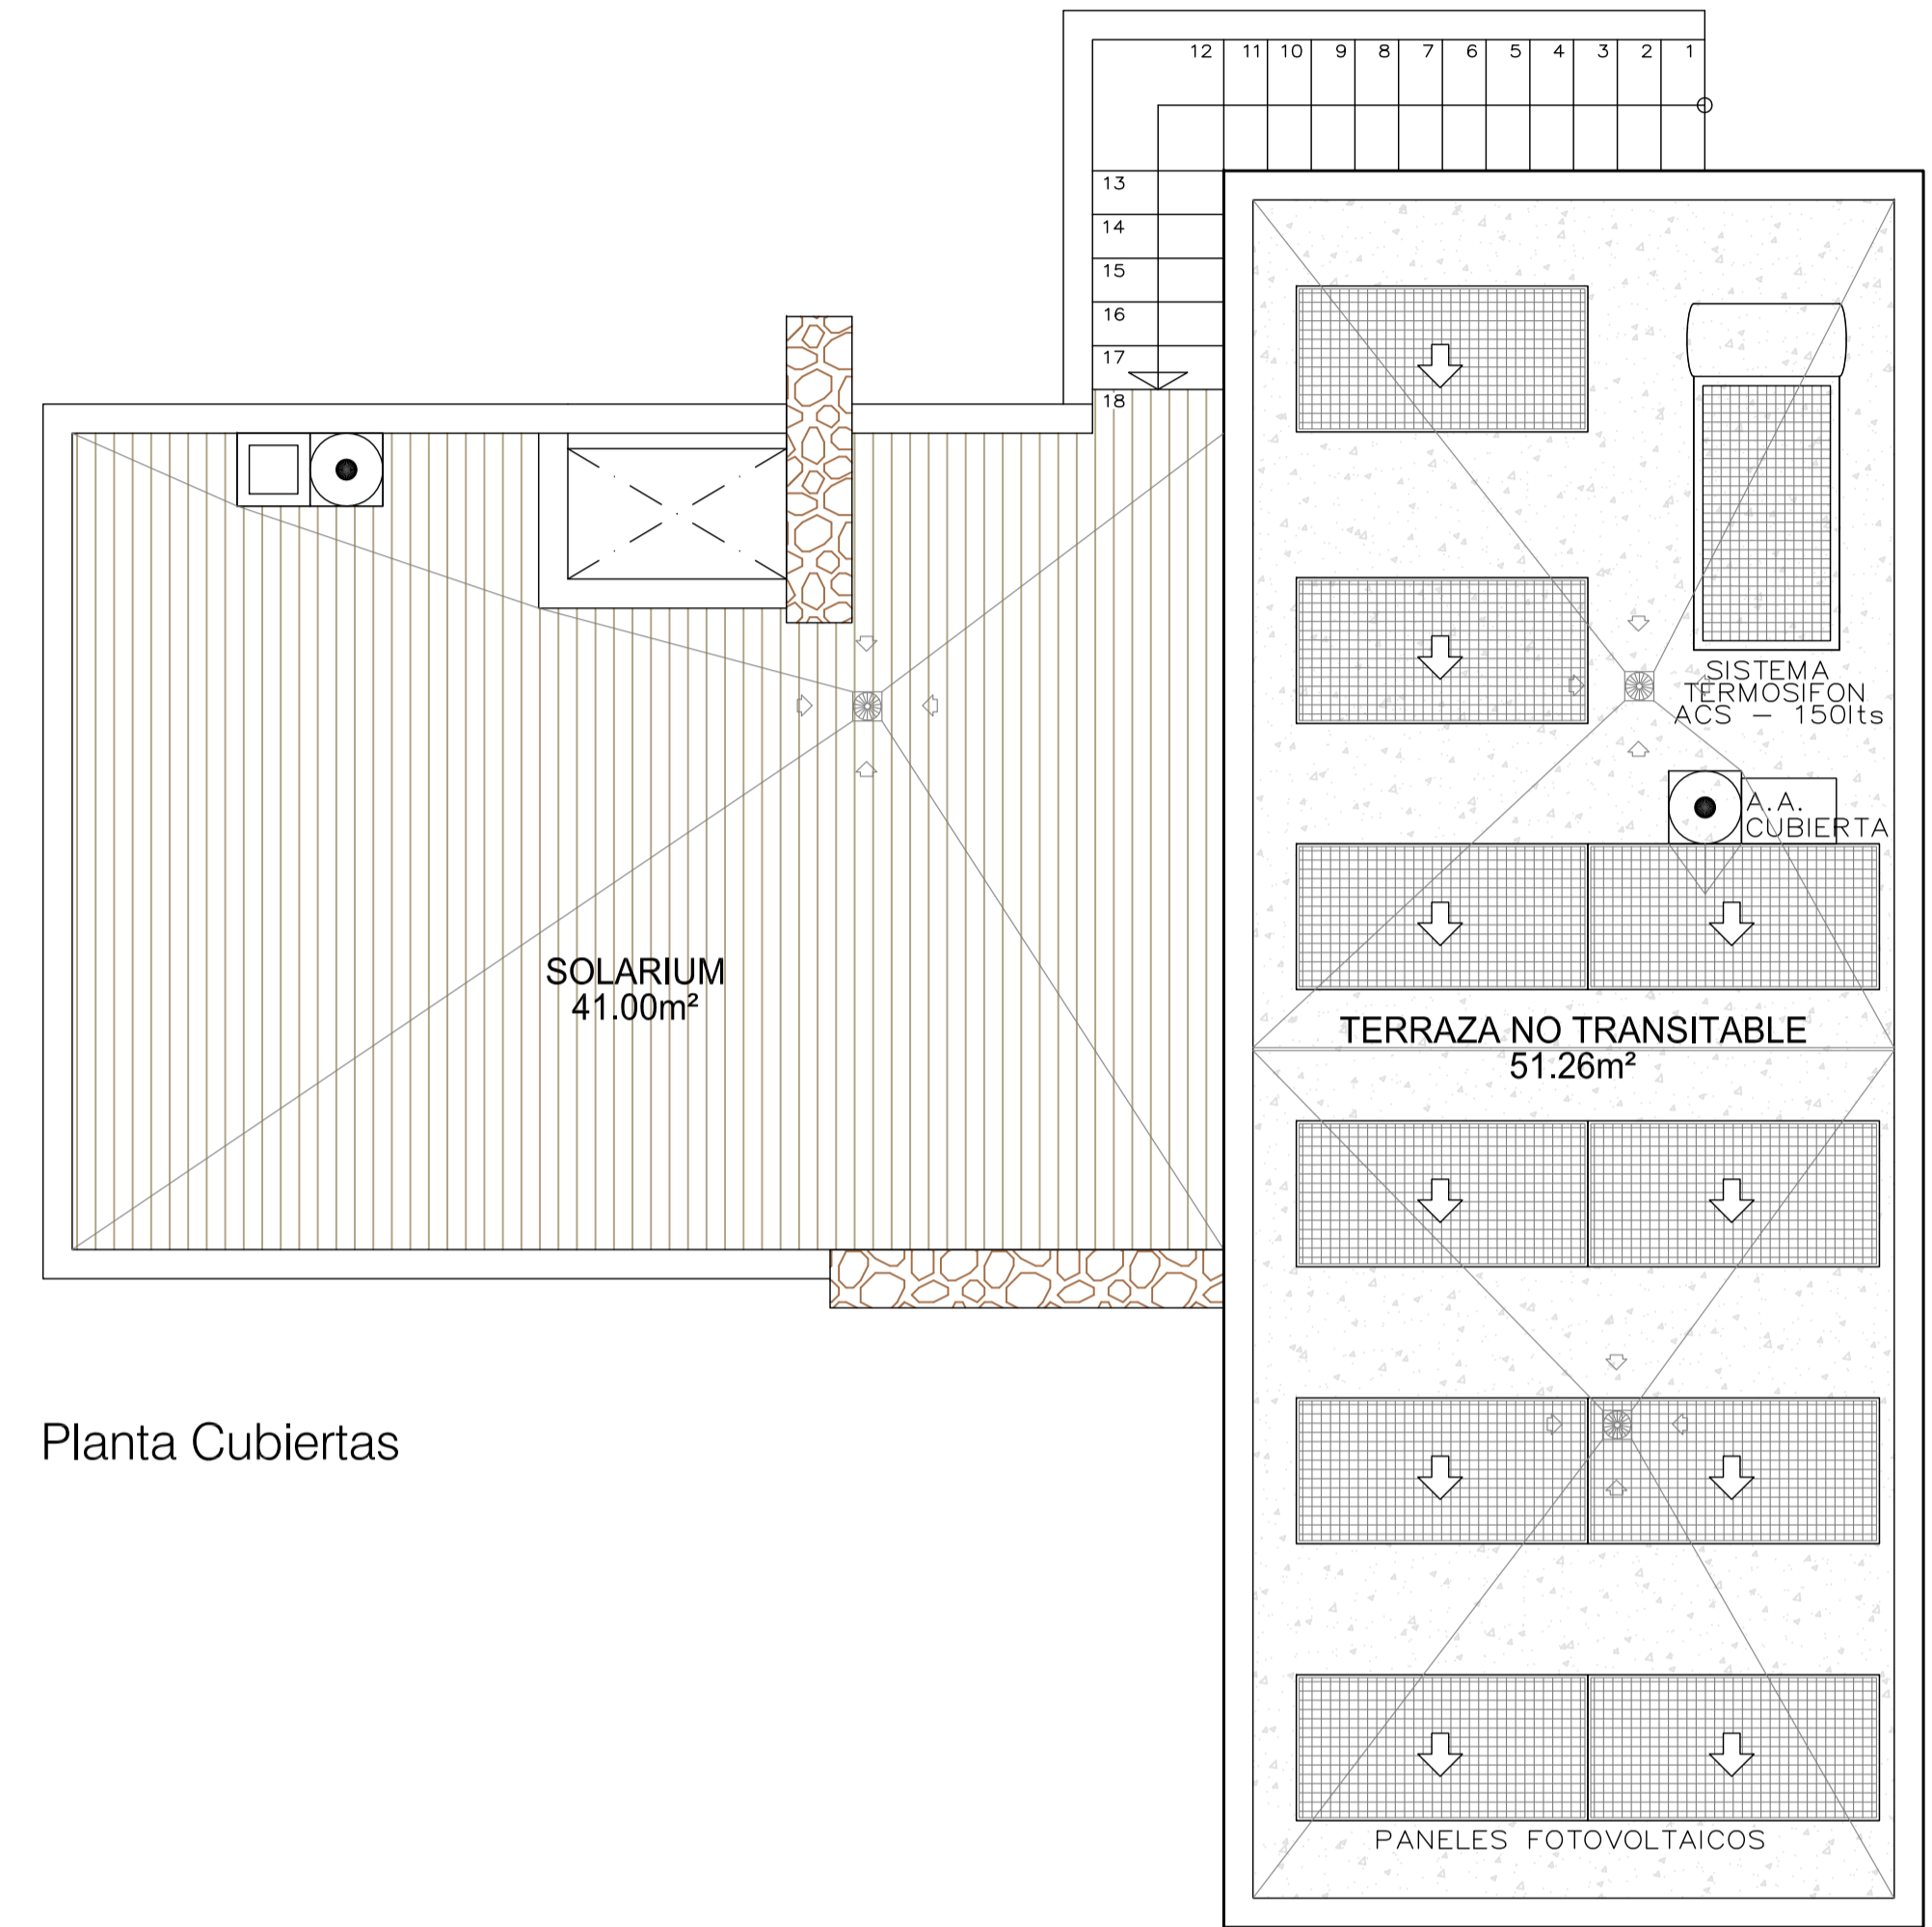 12 11 10 9 8 7 6 5 4 3 2 1
13
14
15
16
17
18
SISTEMA
TERMOSIFON
ACS - 150lts
A.A.
CUBIERTA
SOLARIUM
41.00m²
TERRAZA NO TRANSITABLE
51.26m²
Planta Cubiertas
PANELES FOTOVOLTAICOS